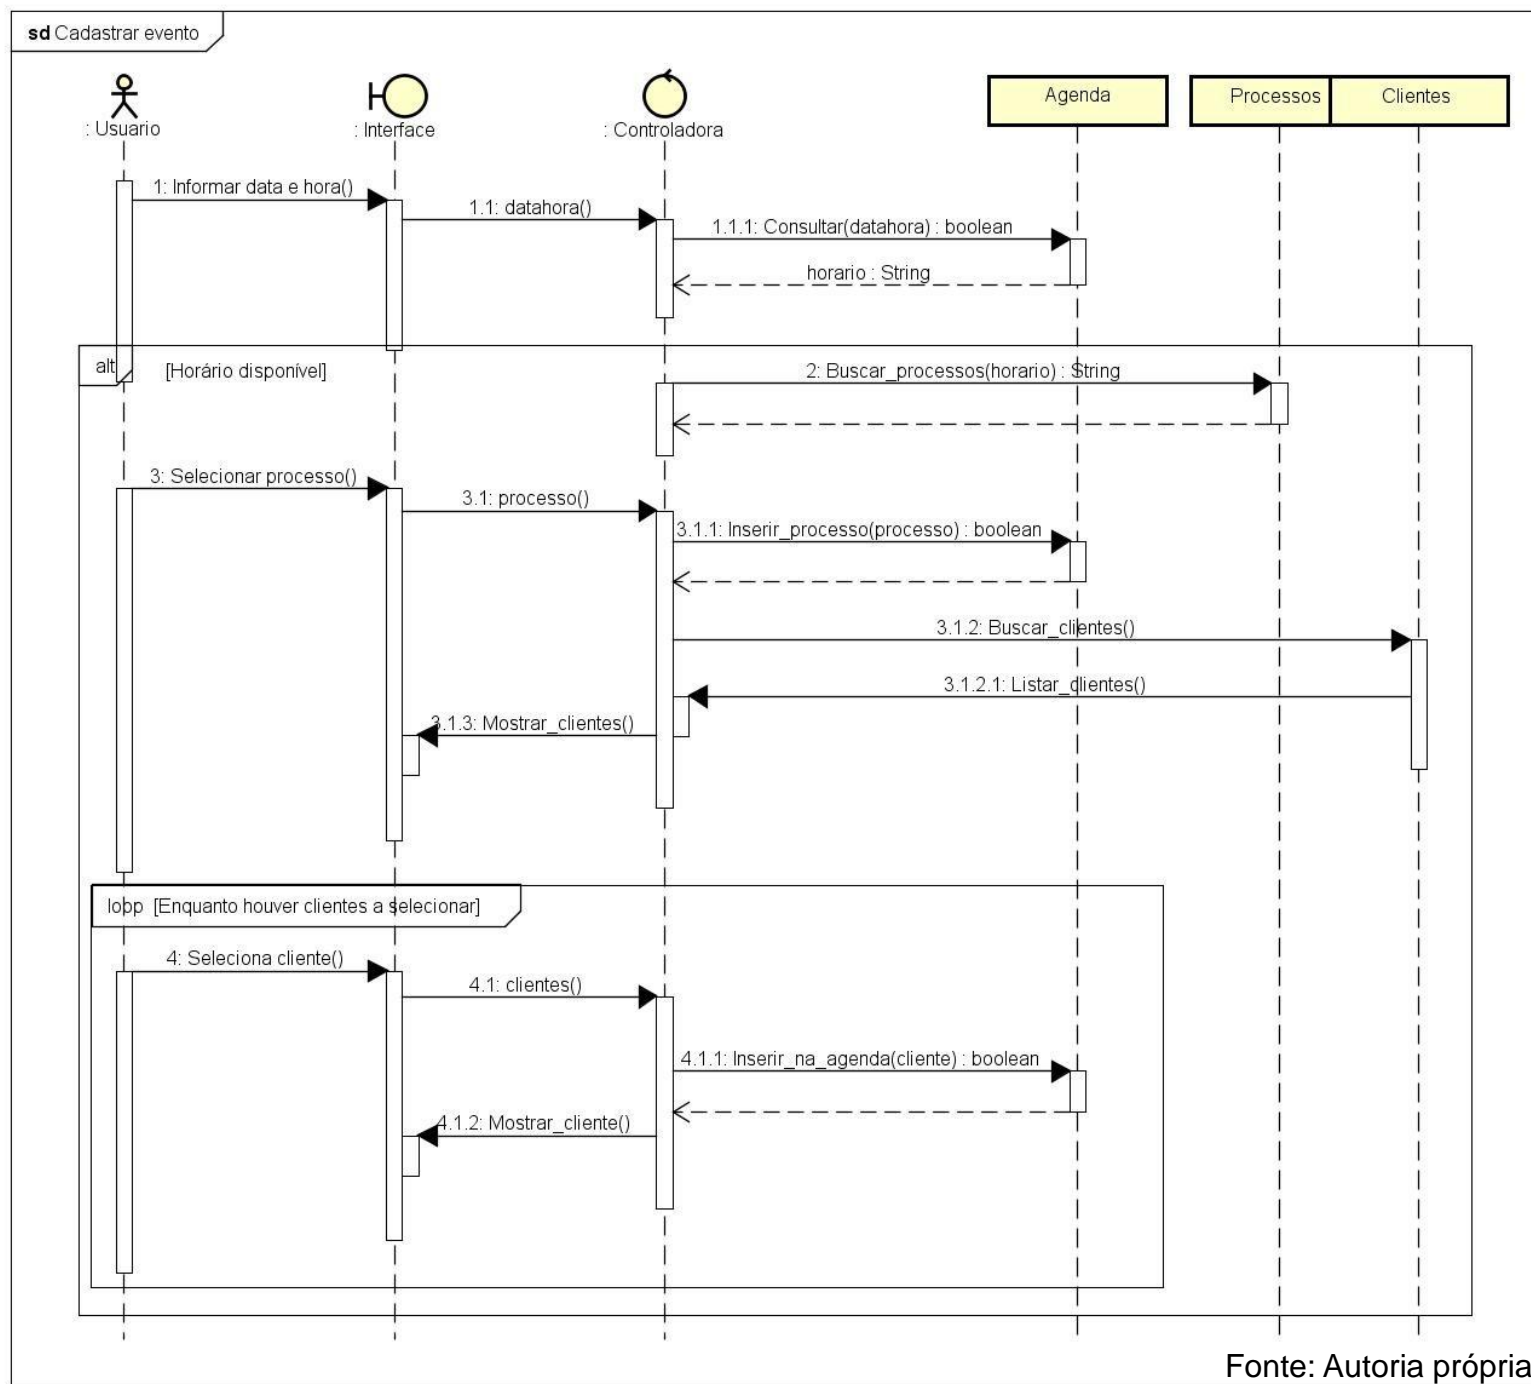 sd Cadastrar evento
: Usuario
: Interface
: Controladora
Agenda
Processos
Clientes
1: Informar data e hora()
1.1: datahora()
1.1.1: Consultar(datahora) : boolean
horario : String
alt
[Horário disponível]
2: Buscar_processos(horario) : String
3: Selecionar processo()
3.1: processo()
3.1.1: Inserir_processo(processo) : boolean
3.1.2: Buscar_clientes()
3.1.2.1: Listar_clientes()
3.1.3: Mostrar_clientes()
loop [Enquanto houver clientes a selecionar]
4: Seleciona cliente()
4.1: clientes()
4.1.1: Inserir_na_agenda(cliente) : boolean
4.1.2: Mostrar_cliente()
Fonte: Autoria própria